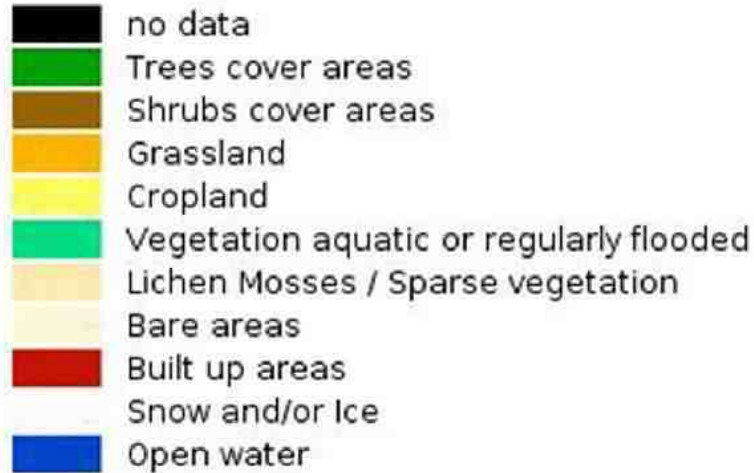 no data
Trees cover areas
Shrubs cover areas
Grassland
Cropland
Vegetation aquatic or regularly flooded
Lichen Mosses / Sparse vegetation
Bare areas
Built up areas
Snow and/or Ice
Open water